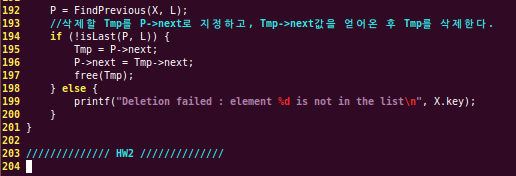 192     P = FindPrevious(X, L);
193     //삭제할 Tmp를 P->next로 지정하고, Tmp->next값을 얻어온 후 Tmp를 삭제한다.
194     if (!isLast(P, L)) {
195         Tmp = P->next;
196         P->next = Tmp->next;
197         free(Tmp);
198     } else {
199         printf("Deletion failed : element %d is not in the list\n", X.key);
200     }
201 }
202
203 ////////////// HW2 //////////////
204